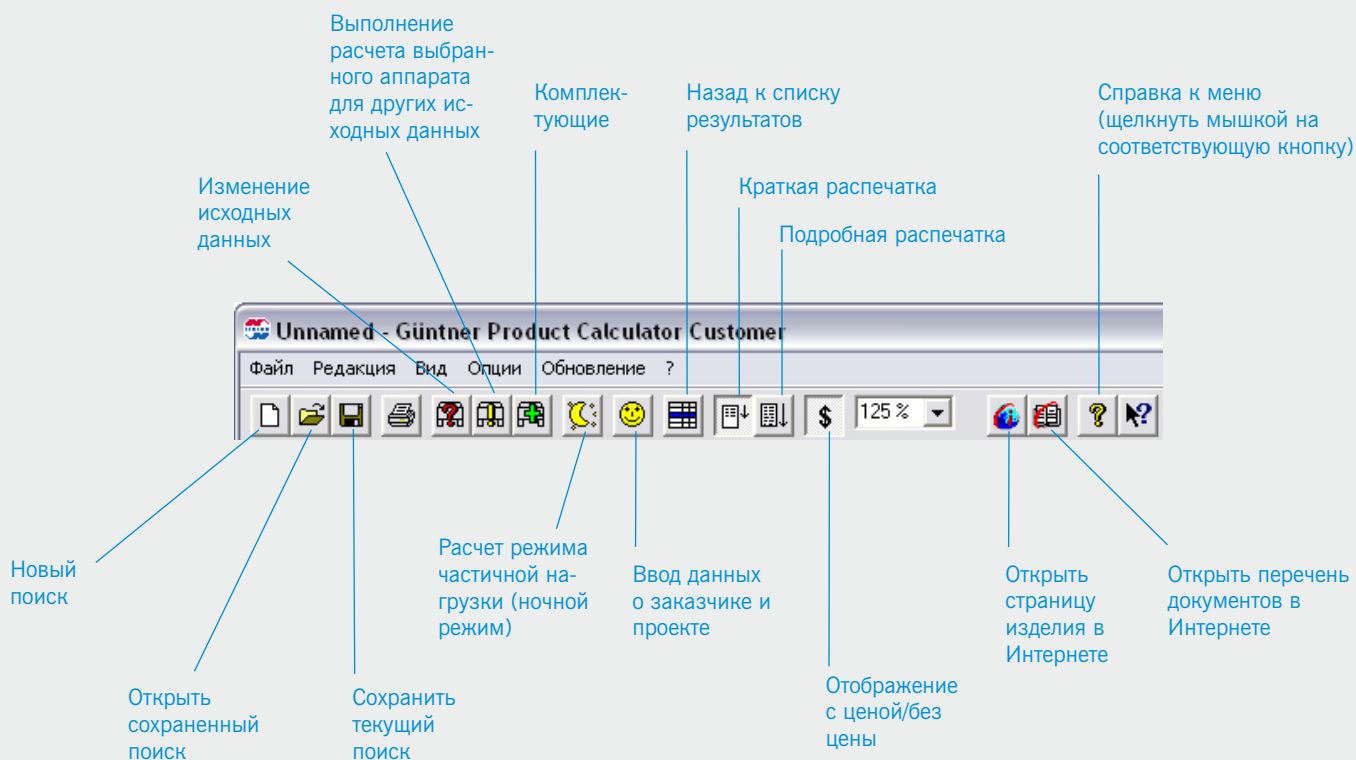 Выполнение
расчета выбран-
ного аппарата
для других ис-
ходных данных
Комплек-
тующие
Назад к списку
результатов
Справка к меню
(щелкнуть мышкой на
соответствующую кнопку)
Изменение
исходных
данных
Краткая распечатка
Подробная распечатка
Unnamed - Güntner Product Calculator Customer
Файл Редакция Вид Опции Обновление ?
125 %
Новый
поиск
Расчет режима
частичной на-
грузки (ночной
режим)
Ввод данных
о заказчике и
проекте
Открыть
страницу
изделия в
Интернете
Открыть перечень
документов в
Интернете
Открыть
сохраненный
поиск
Сохранить
текущий
поиск
Отображение
с ценой/без
цены